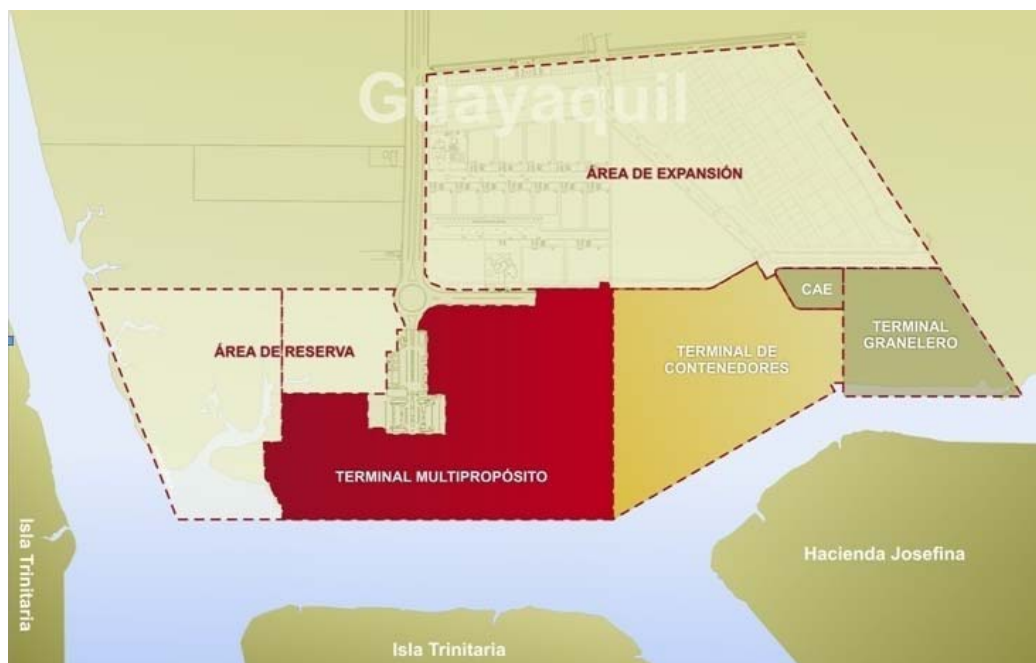 Guayaquil
ÁREA DE EXPANSIÓN
CAE
TERMINAL
GRANELERO
ÁREA DE RESERVA
TERMINAL DE
CONTENEDORES
TERMINAL MULTIPROPÓSITO
Isla Trinitaria
Hacienda Josefina
Isla Trinitaria